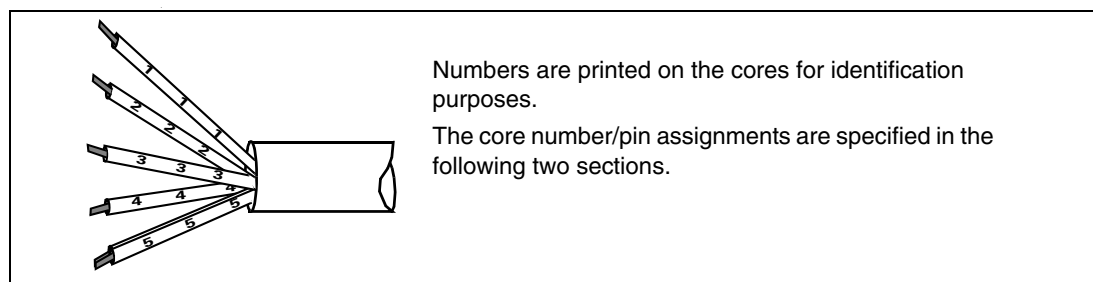 1 1 1
2 2 2
3 3 3
4 4 4
5 5 5
Numbers are printed on the cores for identification
purposes.
The core number/pin assignments are specified in the
following two sections.